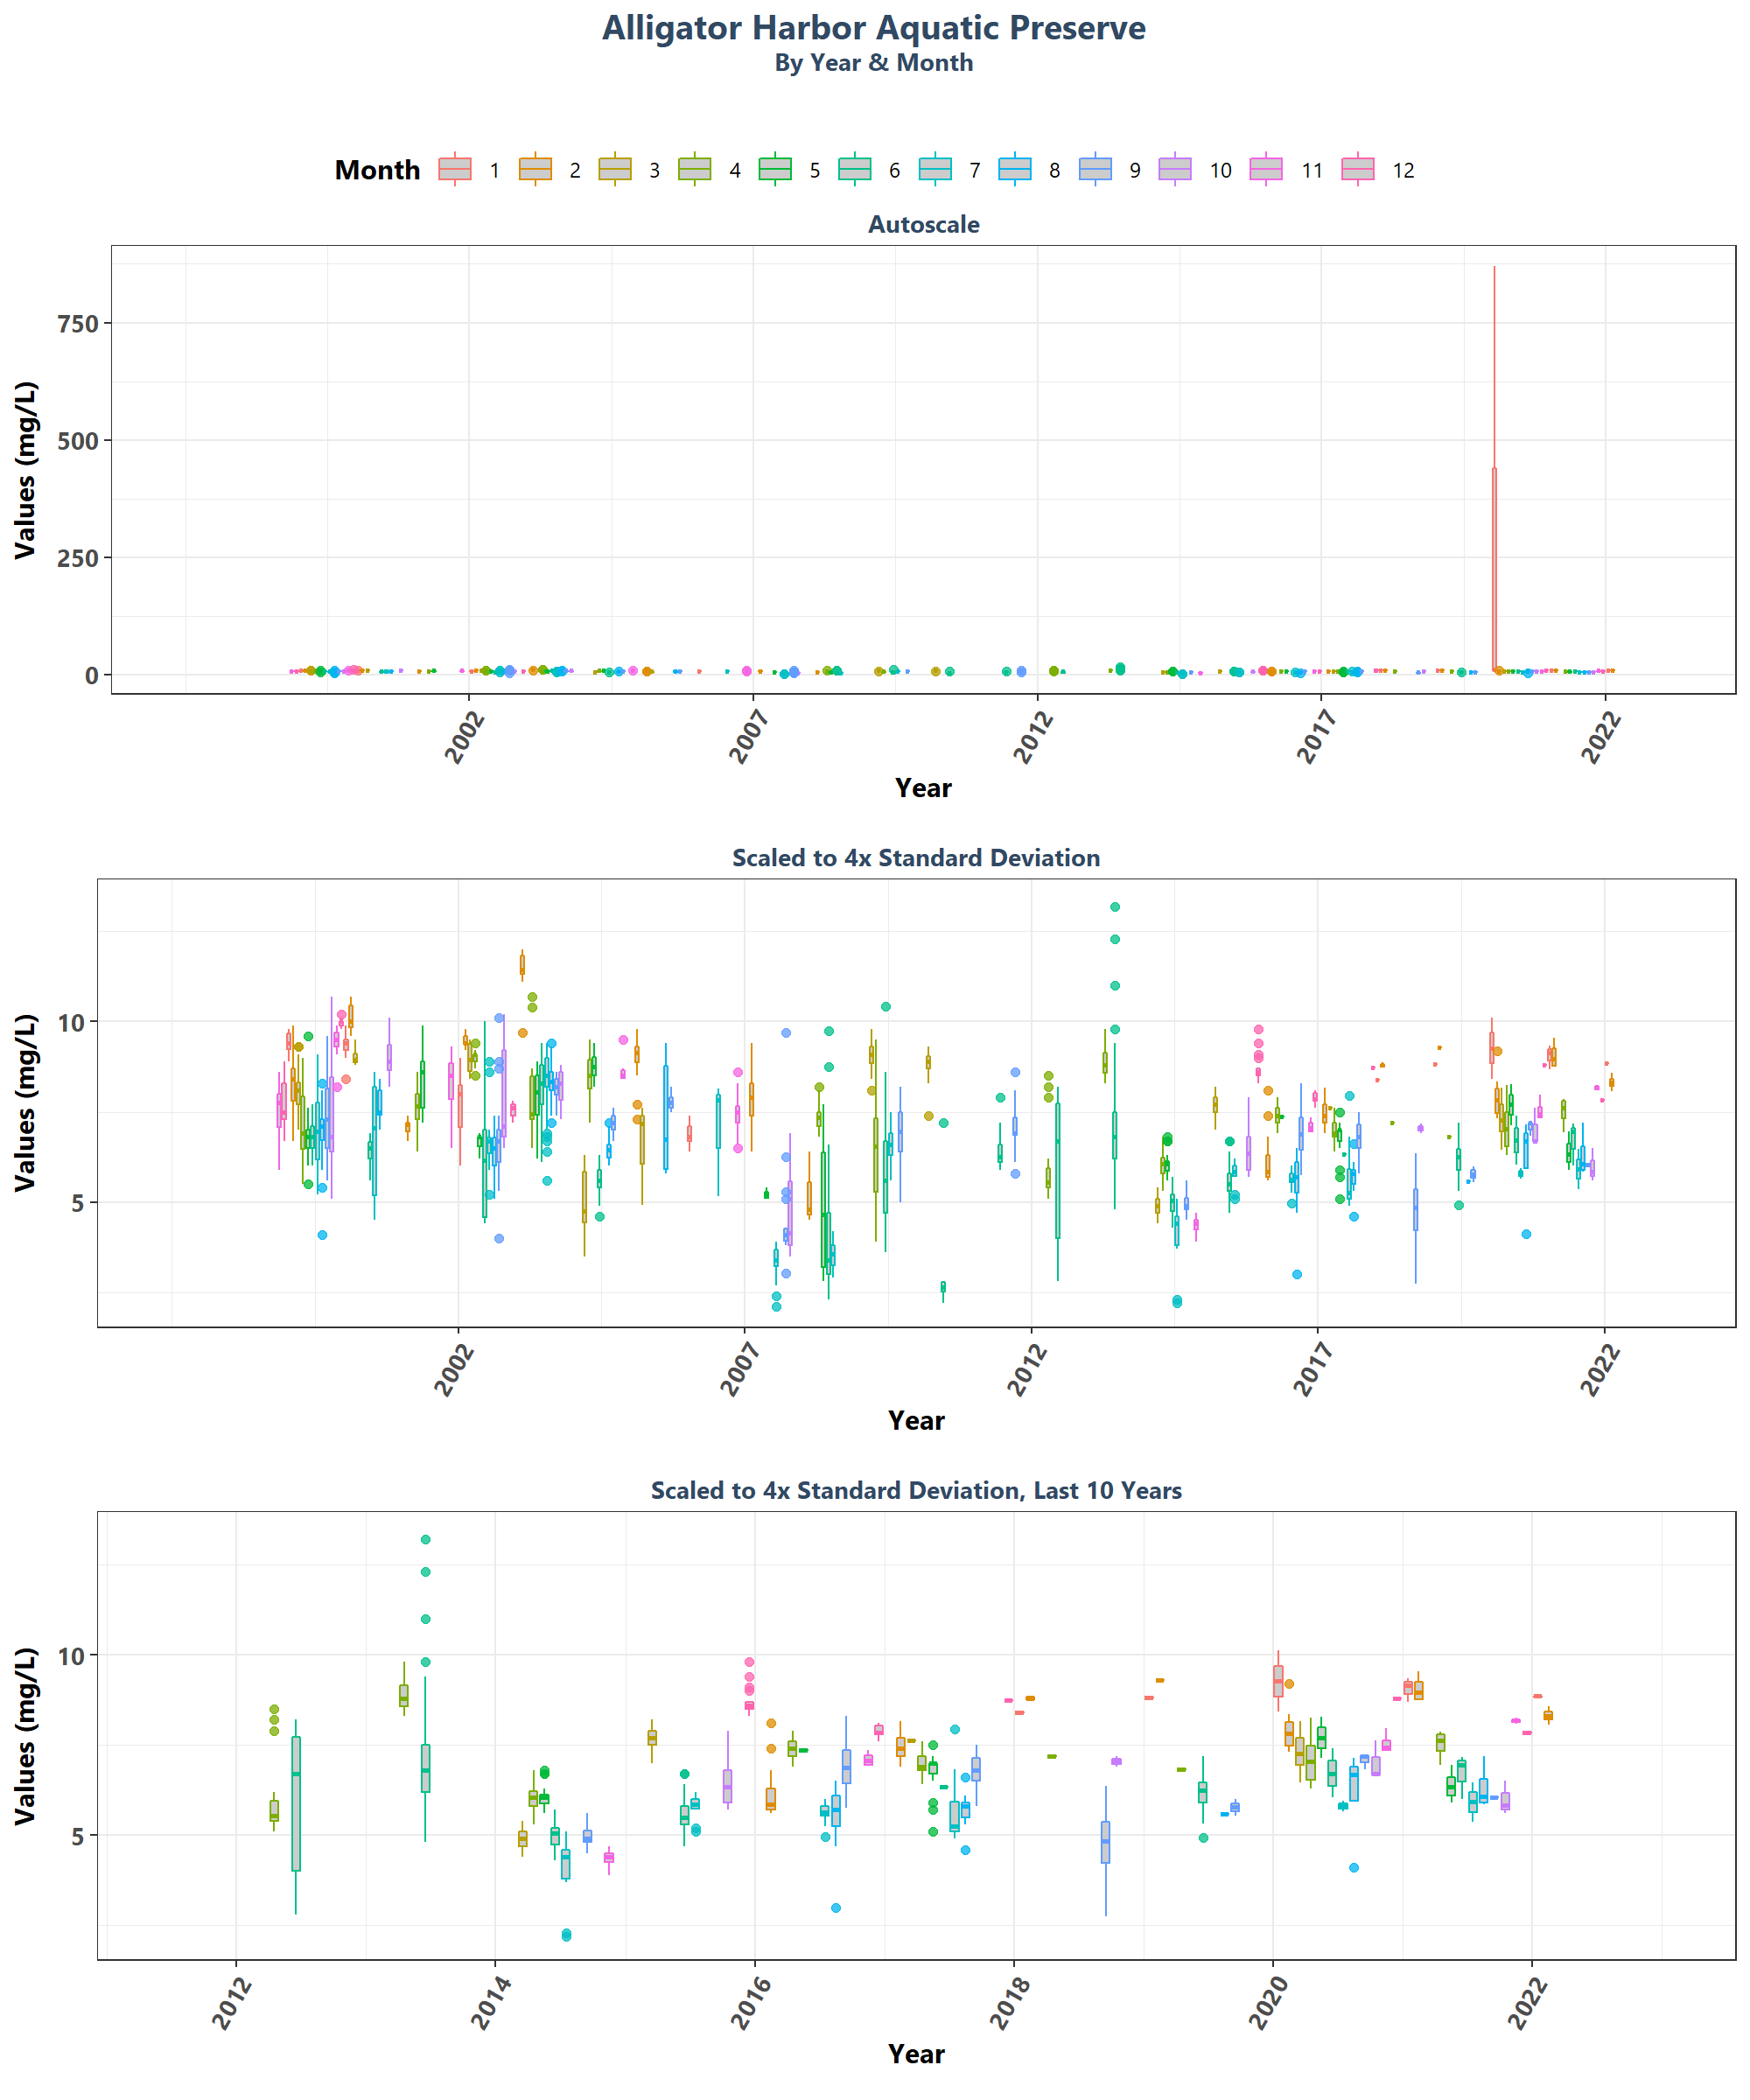 Alligator Harbor Aquatic Preserve
By Year & Month
Month 1 2 3 4 5 6 7 8 9 10 11 12
Autoscale
Values (mg/L)
750
500
250
0
2002 2007 2012 2017 2022
Year
Scaled to 4x Standard Deviation
Values (mg/L)
10
5
2002 2007 2012 2017 2022
Year
Scaled to 4x Standard Deviation, Last 10 Years
Values (mg/L)
10
5
2012 2014 2016 2018 2020 2022
Year